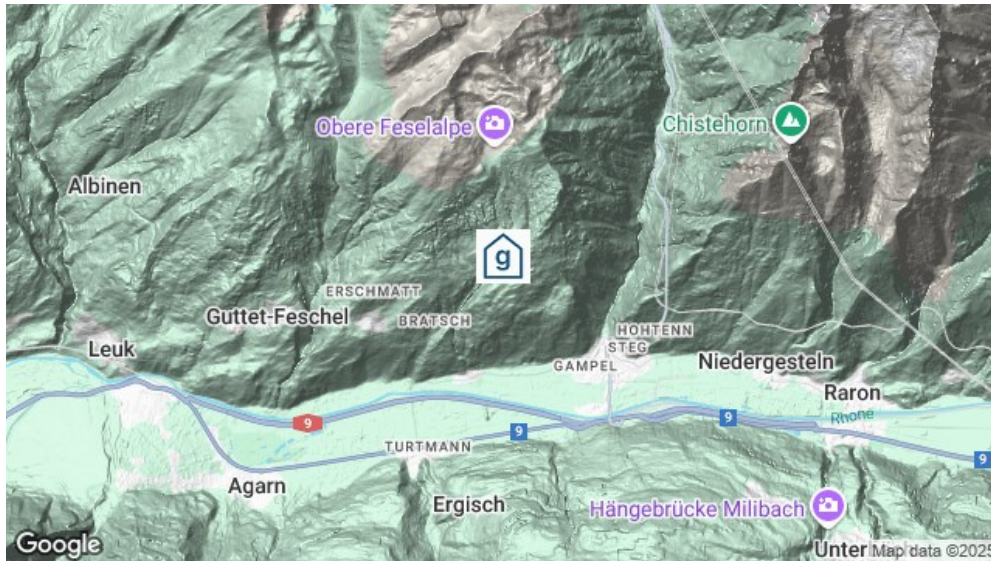 Obere Feselalpe
Chistehorn
Albinen
g
ERSCHMATT
Guttet-Feschel
BRATSCH
HOHTENN
STEG
Leuk
GAMPEL
Niedergesteln
Raron
Rhone
9
9
9
9
TURTMANN
Agarn
Ergisch
Hängebrücke Milibach
Google
Unter
Map data ©2025